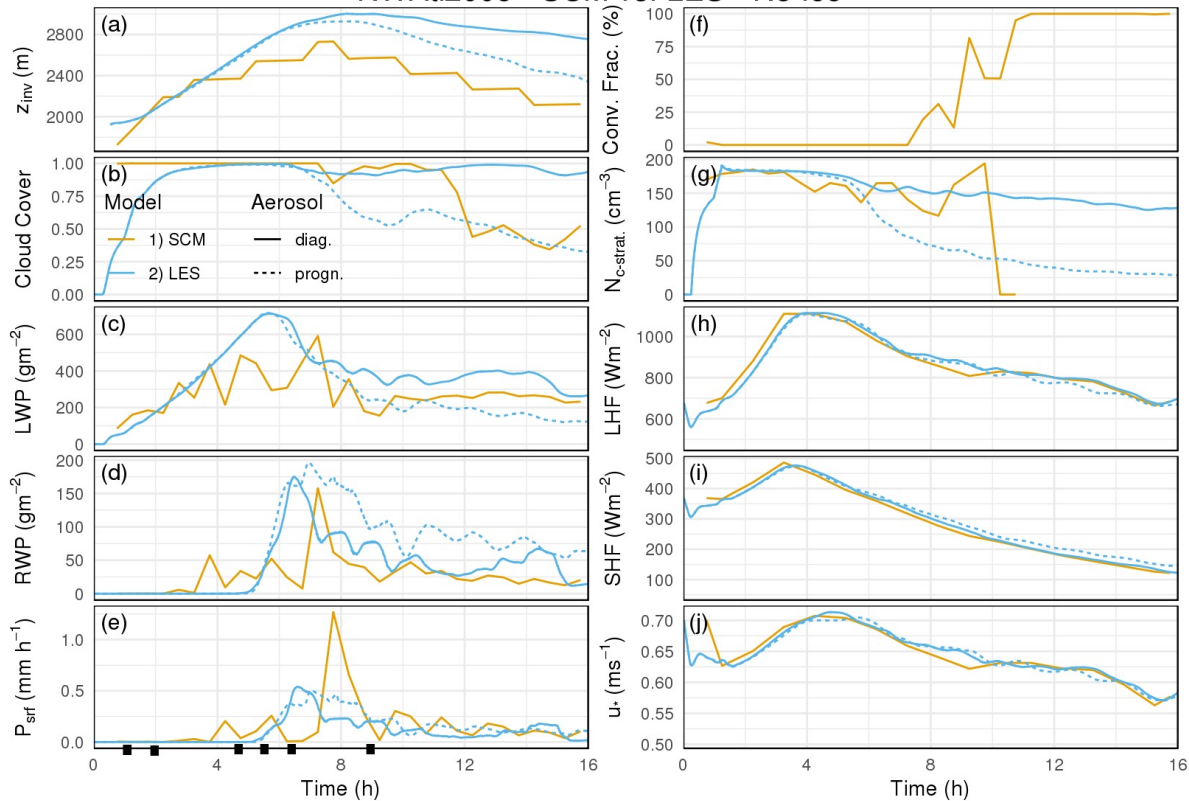 (a)
z_inv (m)
2800
2400
2000
(b)
Cloud Cover
1.00
0.75
0.50
0.25
0.00
Model
1) SCM
2) LES
Aerosol
diag.
progn.
(c)
LWP (gm⁻²)
600
400
200
0
(d)
RWP (gm⁻²)
200
150
100
50
0
(e)
P_srf (mm h⁻¹)
1.0
0.5
0.0
0 4 8 12 16
Time (h)
(f)
Conv. Frac. (%)
100
75
50
25
0
(g)
N_c-strat. (cm⁻³)
200
150
100
50
0
(h)
LHF (Wm⁻²)
1000
800
600
(i)
SHF (Wm⁻²)
500
400
300
200
100
(j)
u* (ms⁻¹)
0.70
0.65
0.60
0.55
0.50
0 4 8 12 16
Time (h)